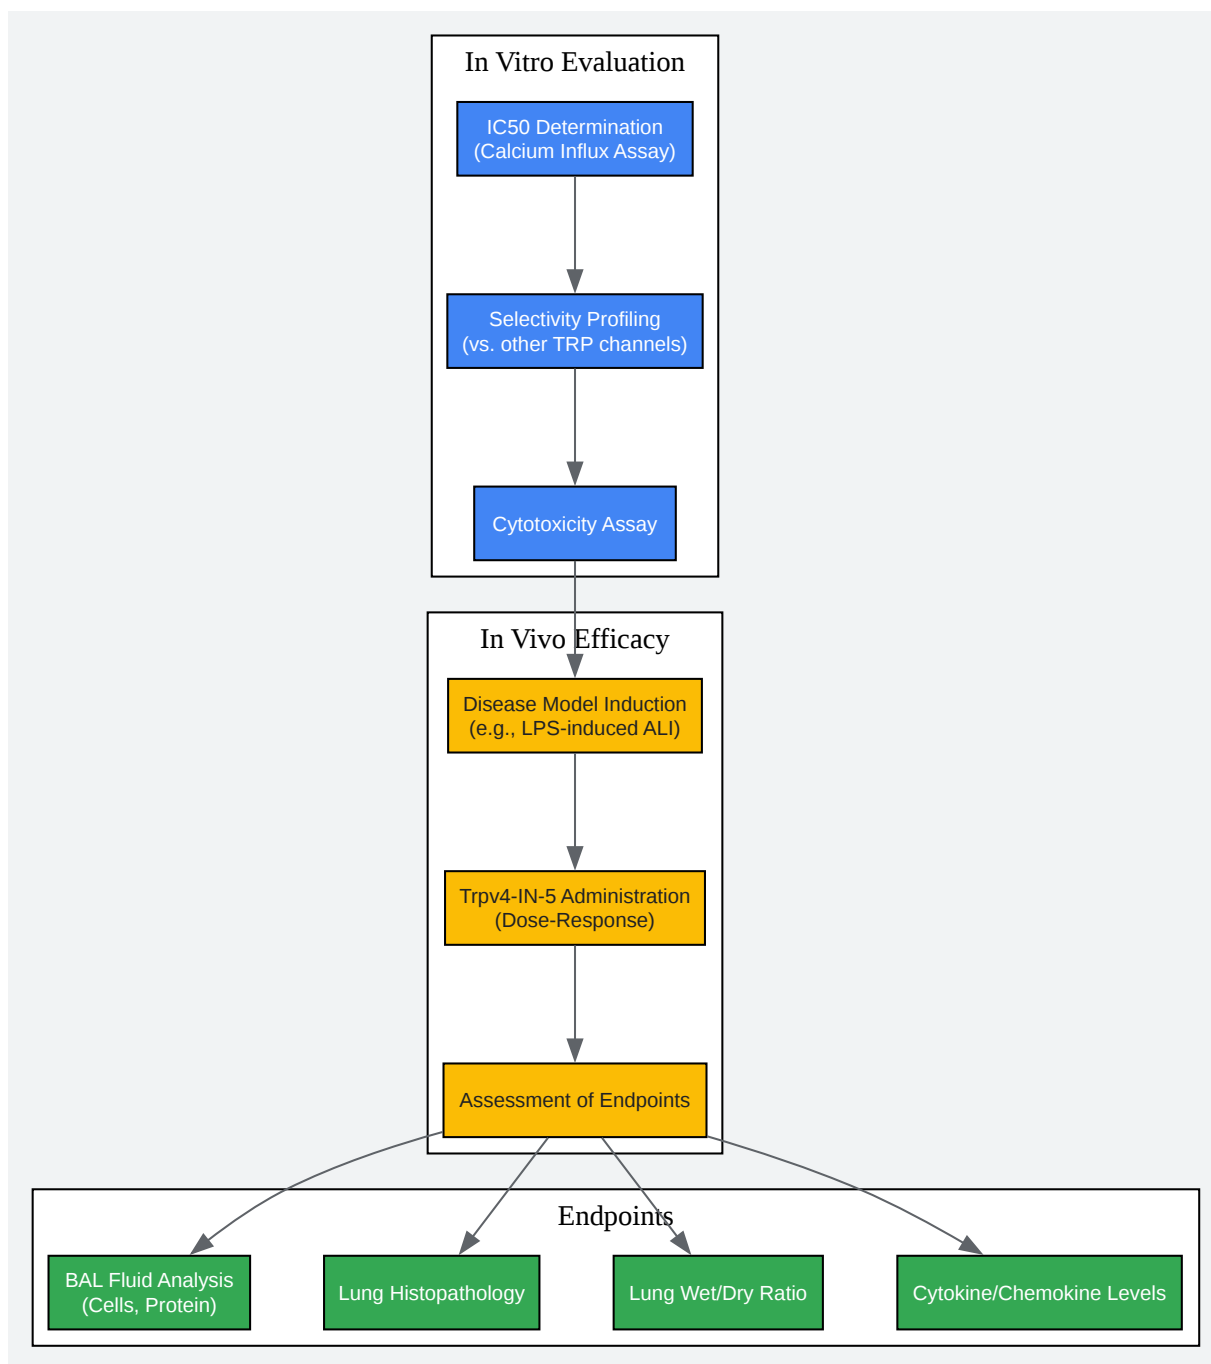 In Vitro Evaluation
IC50 Determination
(Calcium Influx Assay)
Selectivity Profiling
(vs. other TRP channels)
Cytotoxicity Assay
In Vivo Efficacy
Disease Model Induction
(e.g., LPS-induced ALI)
Trpv4-IN-5 Administration
(Dose-Response)
Assessment of Endpoints
Endpoints
BAL Fluid Analysis
(Cells, Protein)
Lung Histopathology
Lung Wet/Dry Ratio
Cytokine/Chemokine Levels